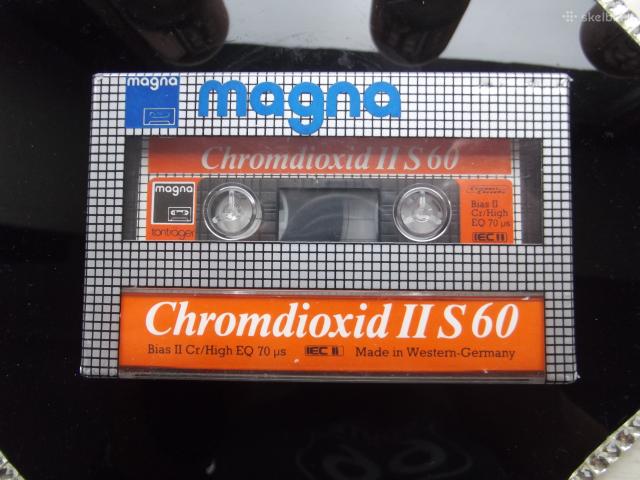 skelbiu
magna
magna
Chromdioxid II S 60
magna
tonträger
Bias II
Cr/High
EQ 70 µs
IEC II
Chromdioxid II S 60
Bias II Cr/High EQ 70 µs IEC II Made in Western-Germany